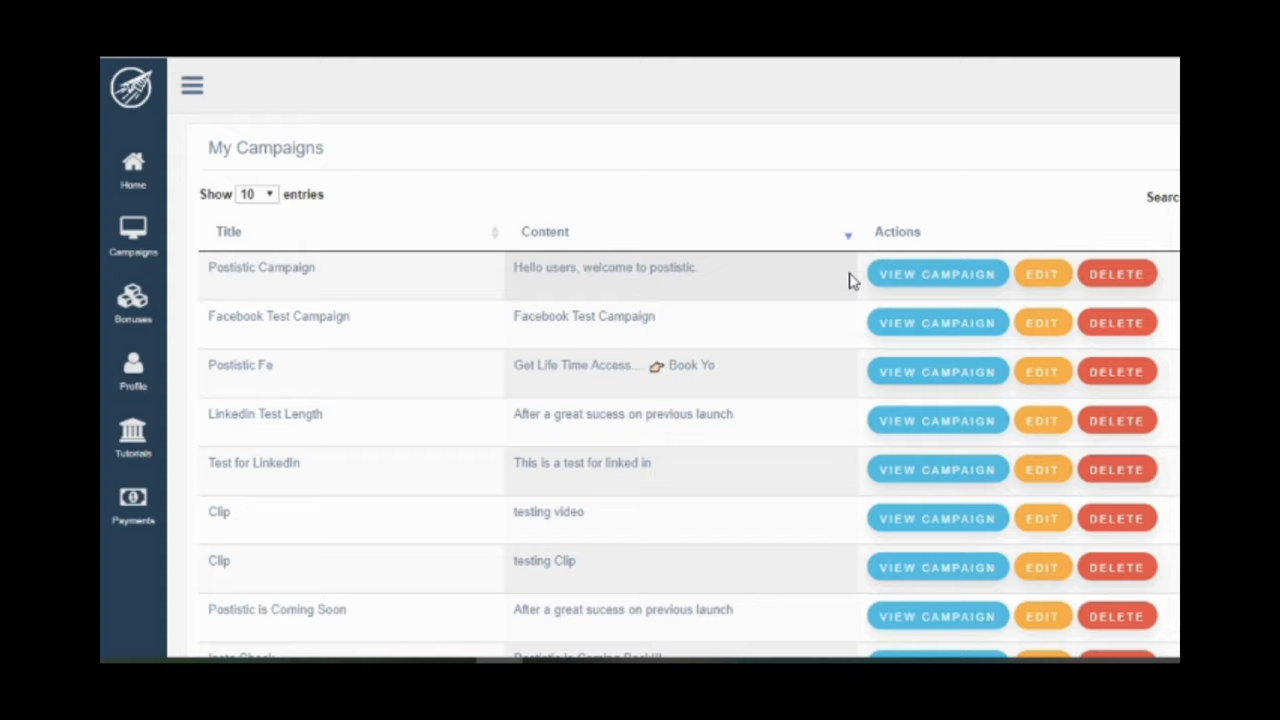 My Campaigns
Show 10 entries
Searc
Title Content Actions
Postistic Campaign Hello users, welcome to postistic. VIEW CAMPAIGN EDIT DELETE
Facebook Test Campaign Facebook Test Campaign VIEW CAMPAIGN EDIT DELETE
Postistic Fe Get Life Time Access.... 👉 Book Yo VIEW CAMPAIGN EDIT DELETE
Linkedin Test Length After a great sucess on previous launch VIEW CAMPAIGN EDIT DELETE
Test for LinkedIn This is a test for linked in VIEW CAMPAIGN EDIT DELETE
Clip testing video VIEW CAMPAIGN EDIT DELETE
Clip testing Clip VIEW CAMPAIGN EDIT DELETE
Postistic is Coming Soon After a great sucess on previous launch VIEW CAMPAIGN EDIT DELETE
Home
Campaigns
Bonuses
Profile
Tutorials
Payments